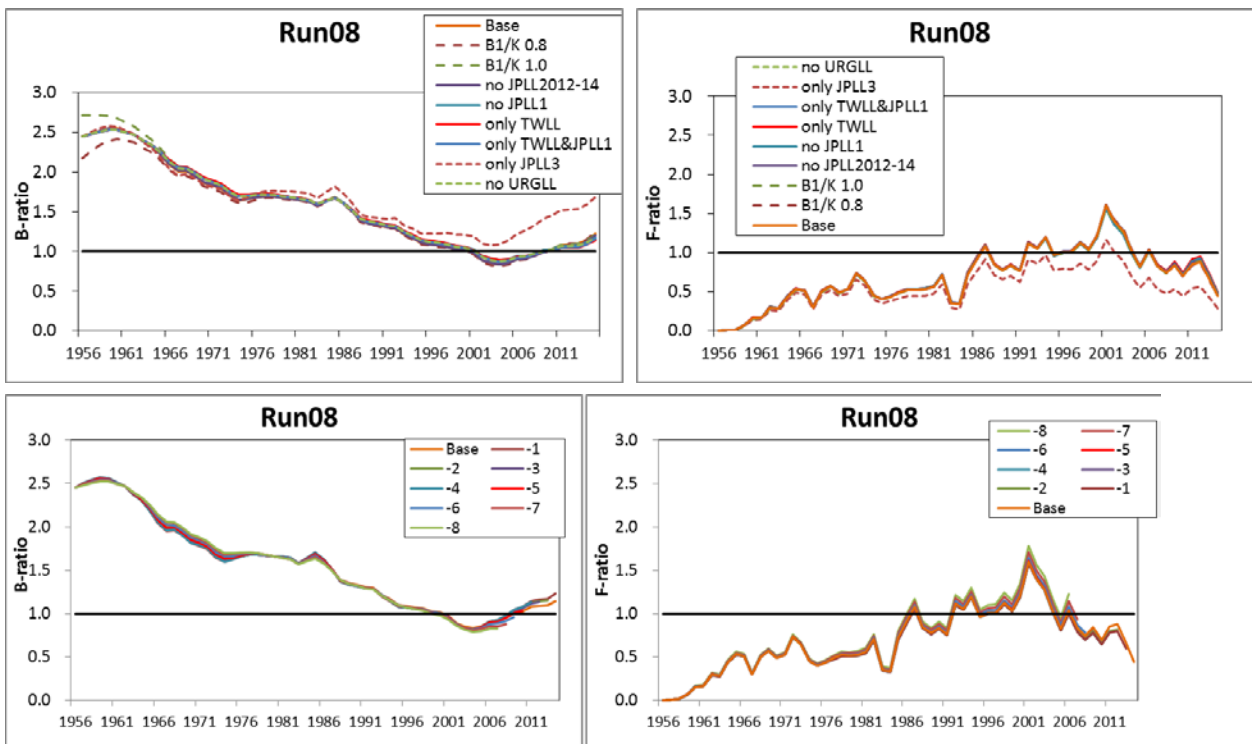 Run08
Base
B1/K 0.8
B1/K 1.0
no JPLL2012-14
no JPLL1
only TWLL
only TWLL&JPLL1
only JPLL3
no URGLL
B-ratio
3.0
2.5
2.0
1.5
1.0
0.5
0.0
1956 1961 1966 1971 1976 1981 1986 1991 1996 2001 2006 2011
Run08
no URGLL
only JPLL3
only TWLL&JPLL1
only TWLL
no JPLL1
no JPLL2012-14
B1/K 1.0
B1/K 0.8
Base
F-ratio
3.0
2.5
2.0
1.5
1.0
0.5
0.0
1956 1961 1966 1971 1976 1981 1986 1991 1996 2001 2006 2011
Run08
Base -1
-2 -3
-4 -5
-6 -7
-8
B-ratio
3.0
2.5
2.0
1.5
1.0
0.5
0.0
1956 1961 1966 1971 1976 1981 1986 1991 1996 2001 2006 2011
Run08
-8 -7
-6 -5
-4 -3
-2 -1
Base
F-ratio
3.0
2.5
2.0
1.5
1.0
0.5
0.0
1956 1961 1966 1971 1976 1981 1986 1991 1996 2001 2006 2011